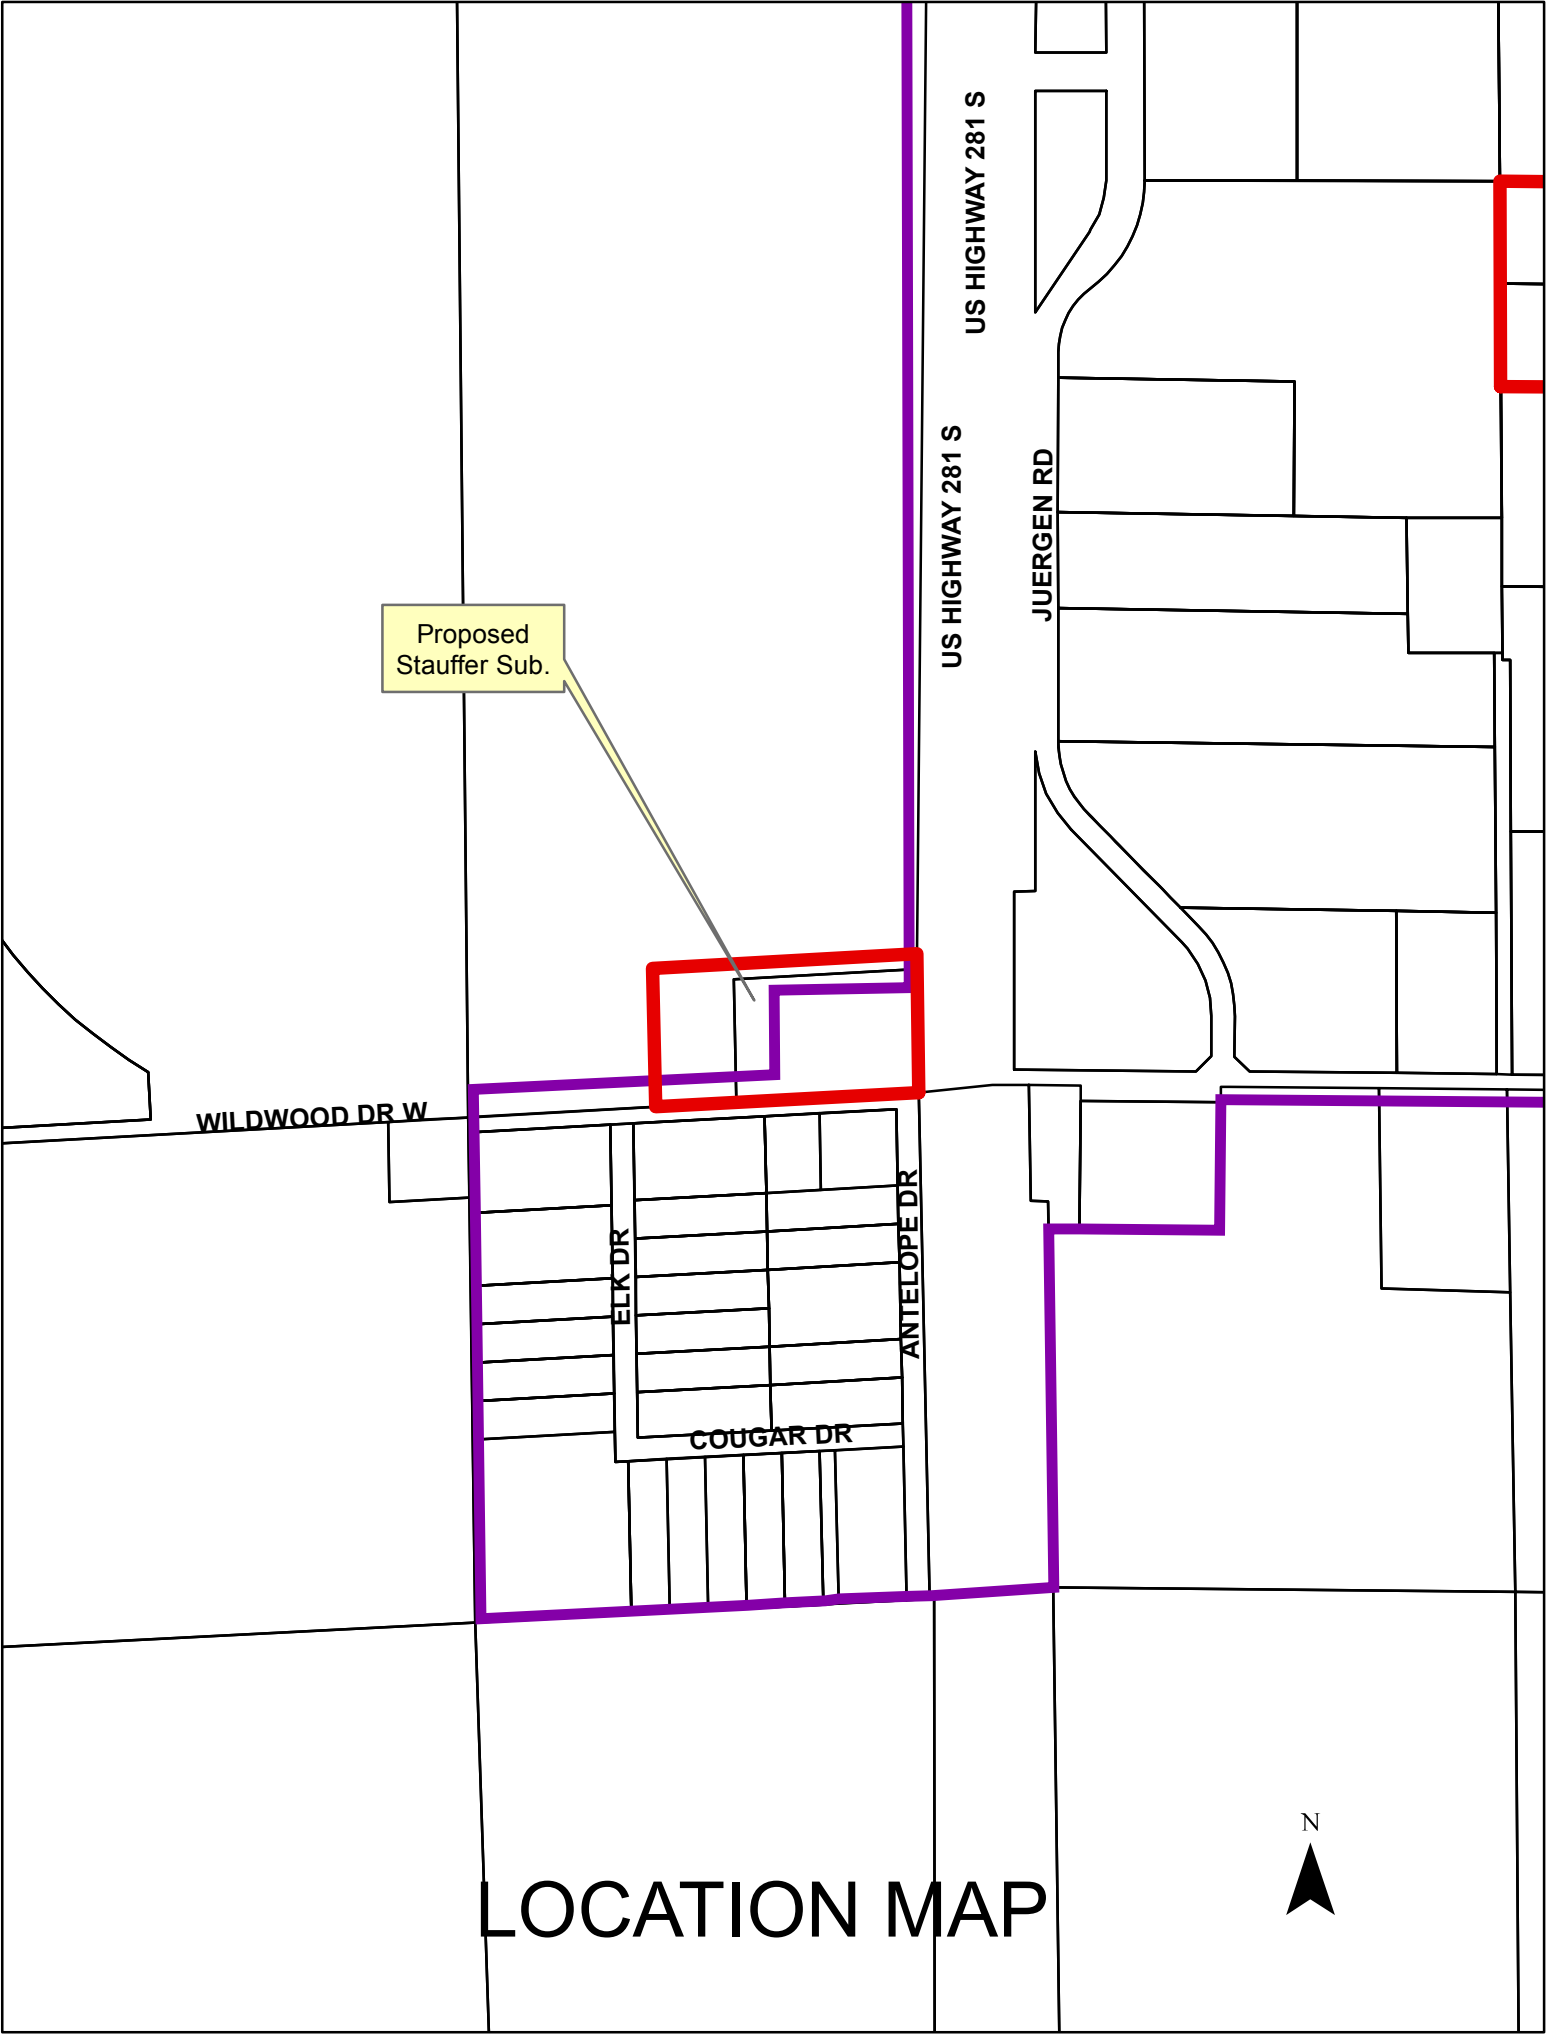 US HIGHWAY 281 S
US HIGHWAY 281 S
JUERGEN RD
Proposed
Stauffer Sub.
WILDWOOD DR W
ELK DR
ANTELOPE DR
COUGAR DR
N
LOCATION MAP